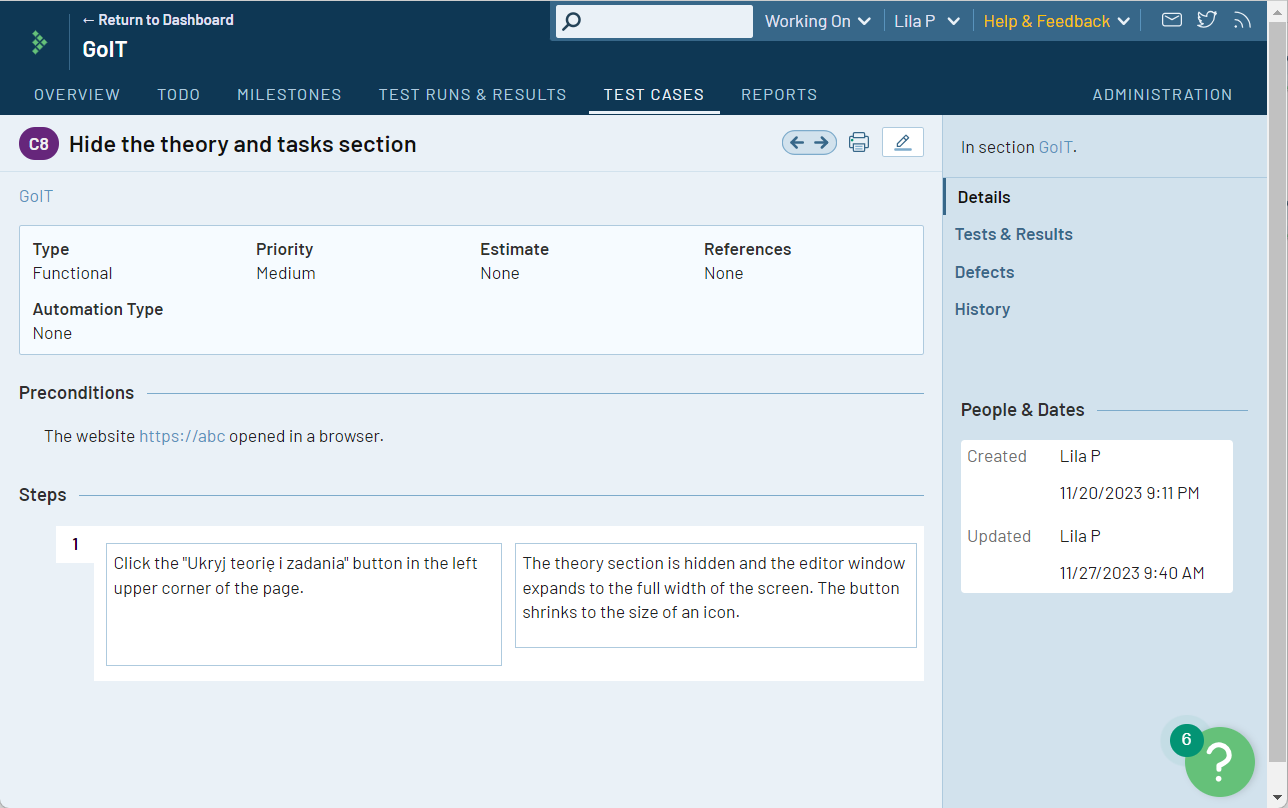 ← Return to Dashboard
GoIT
Working On
Lila P
Help & Feedback
OVERVIEW
TODO
MILESTONES
TEST RUNS & RESULTS
TEST CASES
REPORTS
ADMINISTRATION
C8
Hide the theory and tasks section
In section GoIT.
GoIT
Details
Tests & Results
Defects
History
Type
Functional
Priority
Medium
Estimate
None
References
None
Automation Type
None
Preconditions
The website https://abc opened in a browser.
Steps
1
Click the "Ukryj teorię i zadania" button in the left
upper corner of the page.
The theory section is hidden and the editor window
expands to the full width of the screen. The button
shrinks to the size of an icon.
People & Dates
Created
Lila P
11/20/2023 9:11 PM
Updated
Lila P
11/27/2023 9:40 AM
6
?